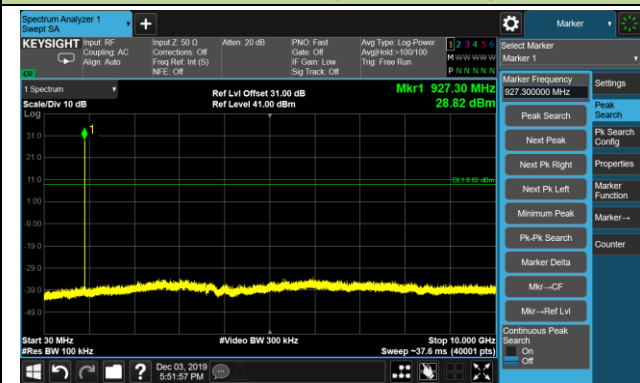 Spectrum Analyzer 1
Swept SA
+
Marker
KEYSIGHT
Input: RF
Coupling: AC
Align: Auto
Input Z: 50 Ω
Corrections: Off
Freq Ref: Int (S)
NFE: Off
Atten: 20 dB
PNO: Fast
Gate: Off
IF Gain: Low
Sig Track: Off
Avg Type: Log-Power
Avg|Hold:>100/100
Trig: Free Run
1 2 3 4 5 6
M W W W W W
P N N N N N
LXI
Select Marker
Marker 1
1 Spectrum
Scale/Div 10 dB
Log
Ref Lvl Offset 31.00 dB
Ref Level 41.00 dBm
Mkr1 927.30 MHz
28.82 dBm
31.0
21.0
11.0
1.00
-9.00
-19.0
-29.0
-39.0
-49.0
1
DL1 8.82 dBm
Start 30 MHz
#Res BW 100 kHz
#Video BW 300 kHz
Stop 10.000 GHz
Sweep ~37.6 ms (40001 pts)
Marker Frequency
927.300000 MHz
Peak Search
Next Peak
Next Pk Right
Next Pk Left
Minimum Peak
Pk-Pk Search
Marker Delta
Mkr→CF
Mkr→Ref Lvl
Continuous Peak
Search
On
Off
Settings
Peak
Search
Pk Search
Config
Properties
Marker
Function
Marker→
Counter
?
Dec 03, 2019
5:51:57 PM